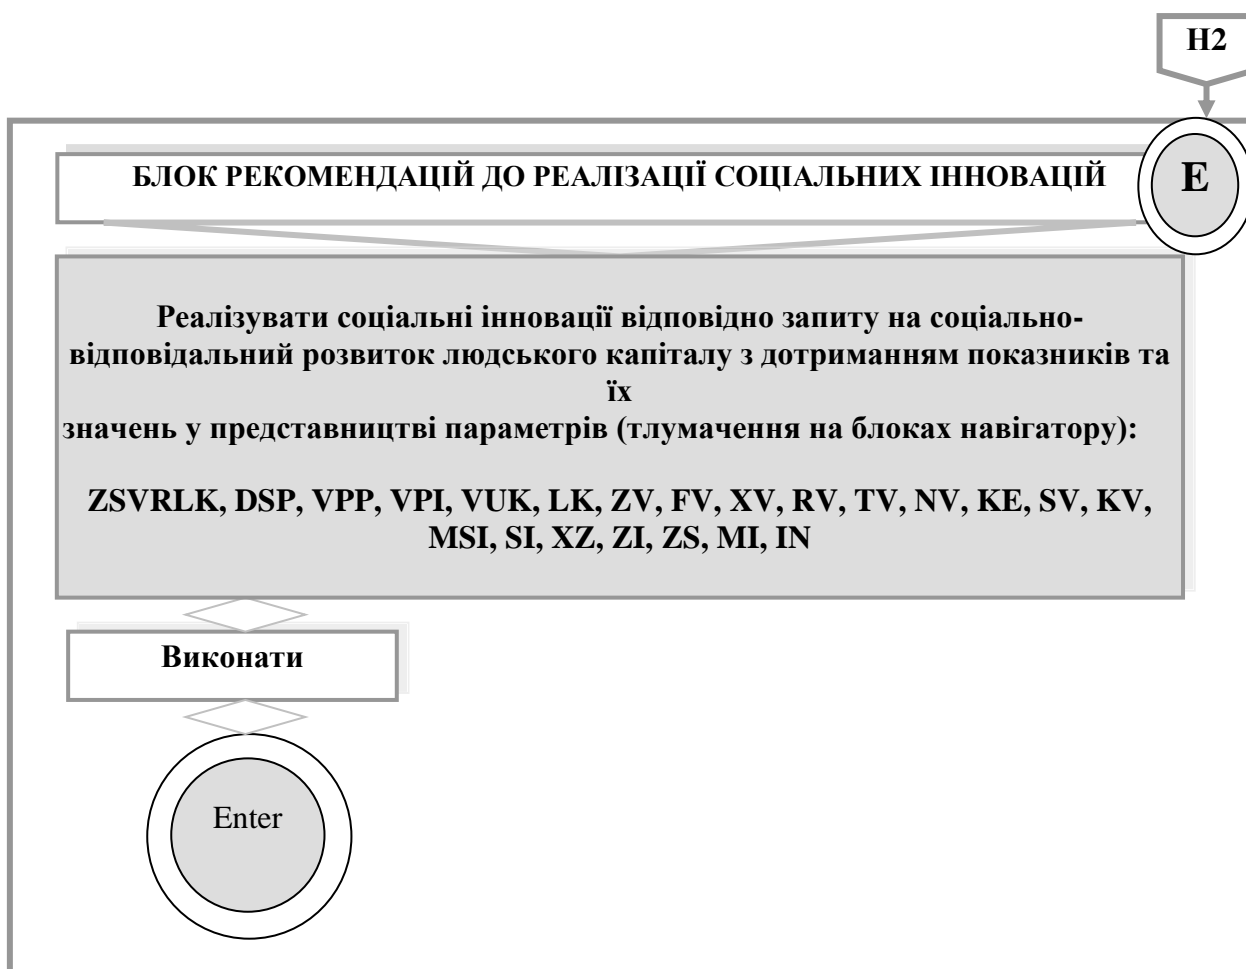 Н2
БЛОК РЕКОМЕНДАЦІЙ ДО РЕАЛІЗАЦІЇ СОЦІАЛЬНИХ ІННОВАЦІЙ
Е
Реалізувати соціальні інновації відповідно запиту на соціально-
відповідальний розвиток людського капіталу з дотриманням показників та
їх
значень у представництві параметрів (тлумачення на блоках навігатору):
ZSVRLK, DSP, VPP, VPI, VUK, LK, ZV, FV, XV, RV, TV, NV, KE, SV, KV,
MSI, SI, XZ, ZI, ZS, MI, IN
Виконати
Enter